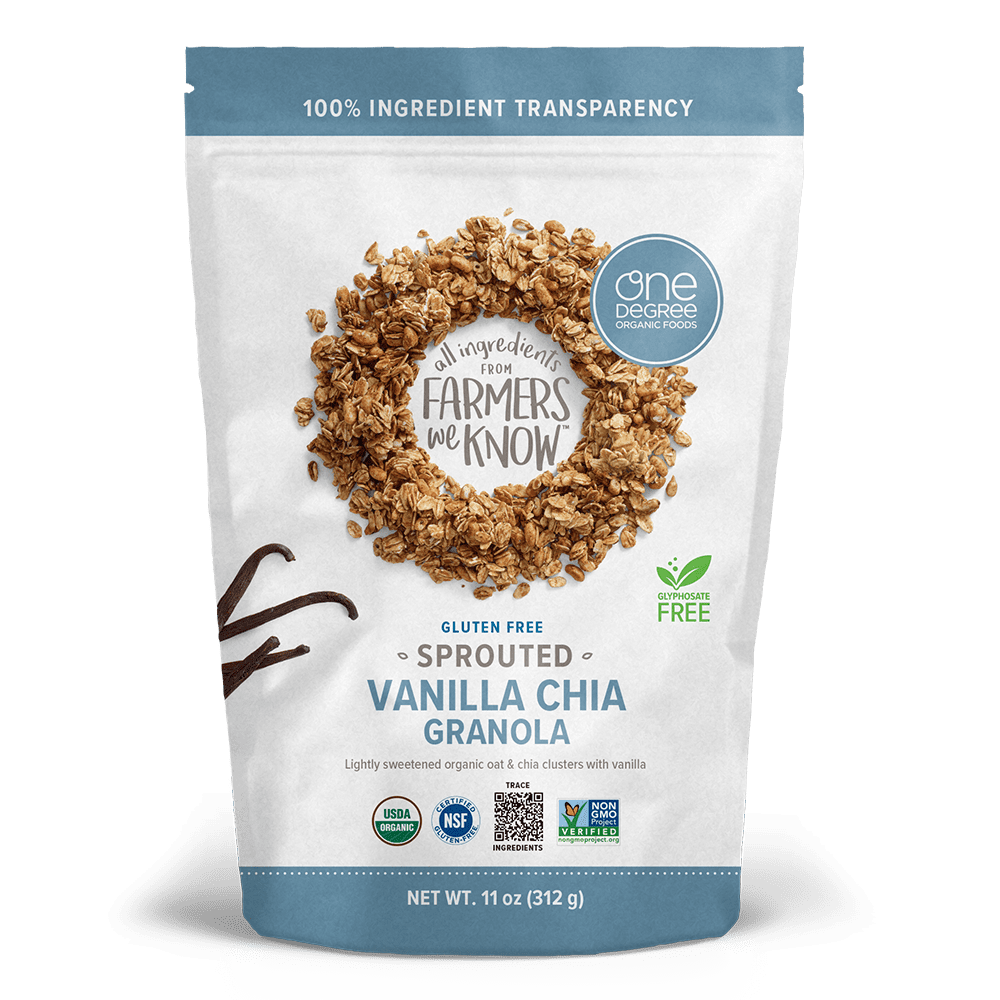 100% INGREDIENT TRANSPARENCY
one
DEGREE
ORGANIC FOODS
all ingredients
FROM
FARMERS
we KNOW™
GLYPHOSATE
FREE
GLUTEN FREE
SPROUTED
VANILLA CHIA
GRANOLA
Lightly sweetened organic oat & chia clusters with vanilla
TRACE
INGREDIENTS
USDA
ORGANIC
CERTIFIED
NSF
GLUTEN-FREE
NON
GMO
Project
VERIFIED
nongmoproject.org
NET WT. 11 oz (312 g)